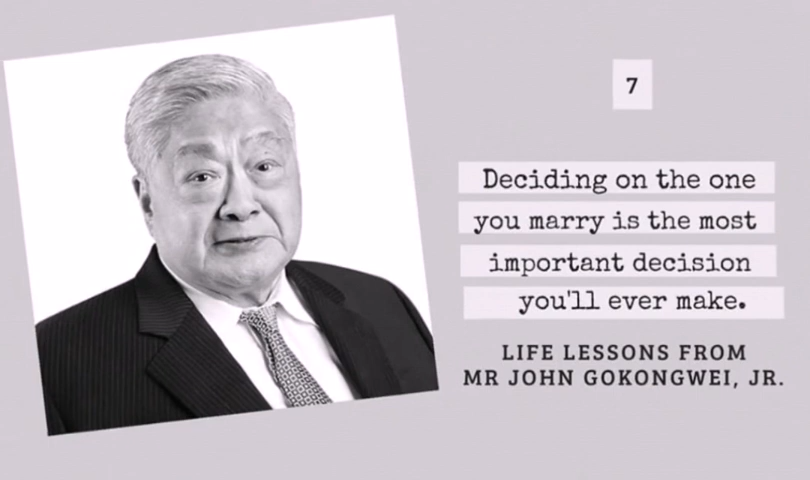 7
Deciding on the one
you marry is the most
important decision
you'll ever make.
LIFE LESSONS FROM
MR JOHN GOKONGWEI, JR.